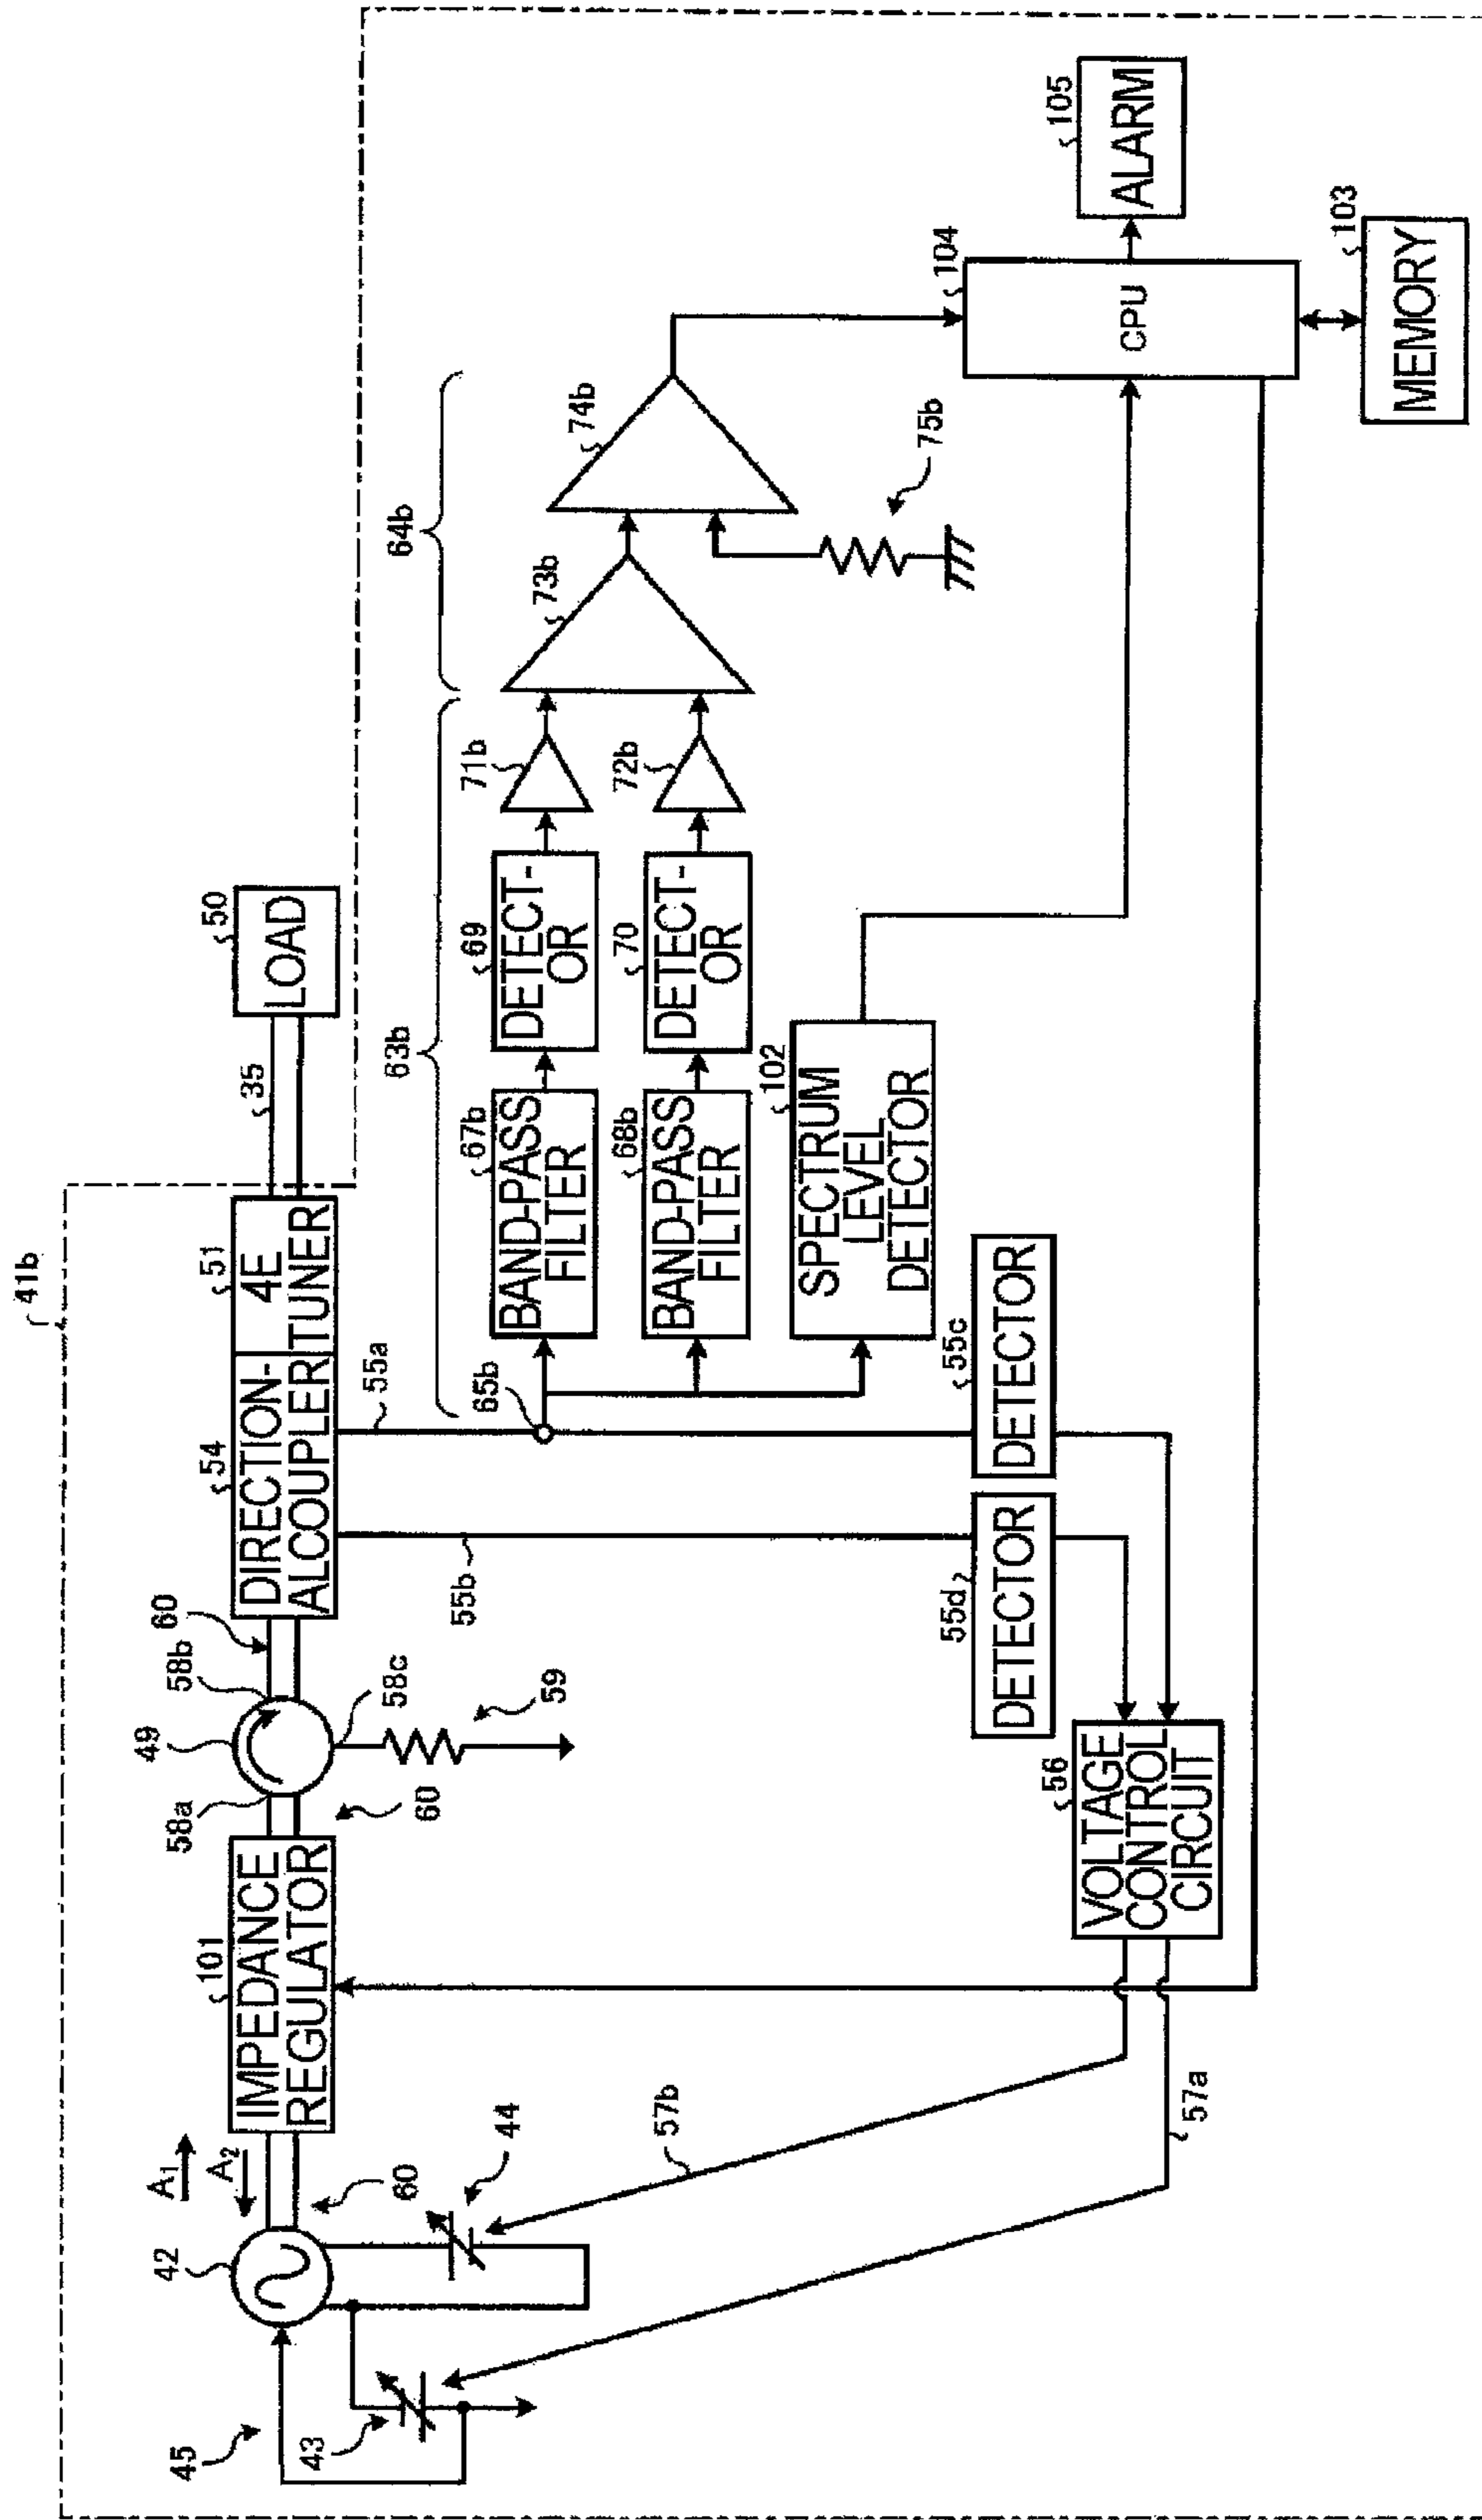 41b
A1
A2
42
60
101
IMPEDANCE
REGULATOR
58a
49
58b
60
60
58c
59
54
DIRECTION-
ALCOUPLER
51
4E
TUNER
35
50
LOAD
45
43
44
57b
57a
55b
55a
65b
63b
64b
67b
BAND-PASS
FILTER
69
DETECT-
OR
71b
73b
74b
68b
BAND-PASS
FILTER
70
DETECT-
OR
72b
75b
102
SPECTRUM
LEVEL
DETECTOR
55d
DETECTOR
55c
DETECTOR
56
VOLTAGE
CONTROL
CIRCUIT
104
CPU
105
ALARM
103
MEMORY